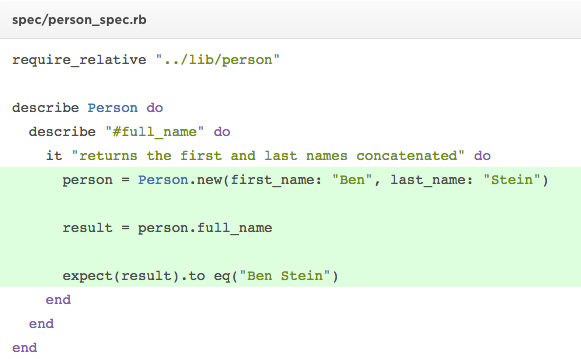 spec/person_spec.rb
require_relative "../lib/person"
describe Person do
  describe "#full_name" do
    it "returns the first and last names concatenated" do
      person = Person.new(first_name: "Ben", last_name: "Stein")
      result = person.full_name
      expect(result).to eq("Ben Stein")
    end
  end
end